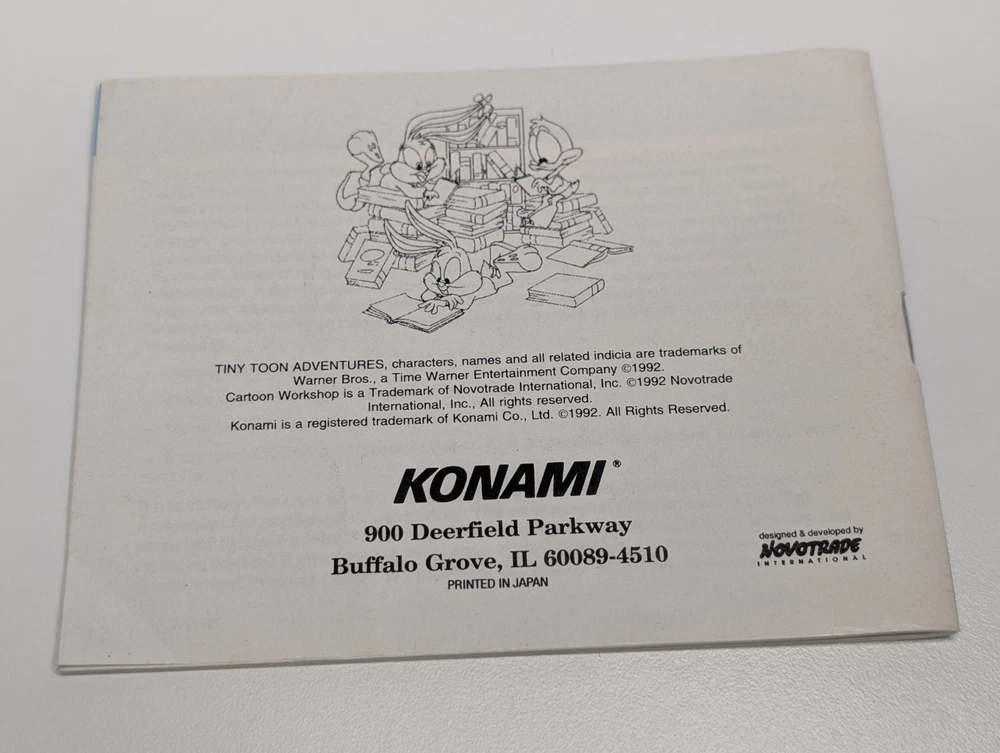 TINY TOON ADVENTURES, characters, names and all related indicia are trademarks of
Warner Bros., a Time Warner Entertainment Company ©1992.
Cartoon Workshop is a Trademark of Novotrade International, Inc. ©1992 Novotrade
International, Inc., All rights reserved.
Konami is a registered trademark of Konami Co., Ltd. ©1992. All Rights Reserved.
KONAMI®
900 Deerfield Parkway
Buffalo Grove, IL 60089-4510
PRINTED IN JAPAN
designed & developed by
NOVOTRADE
INTERNATIONAL